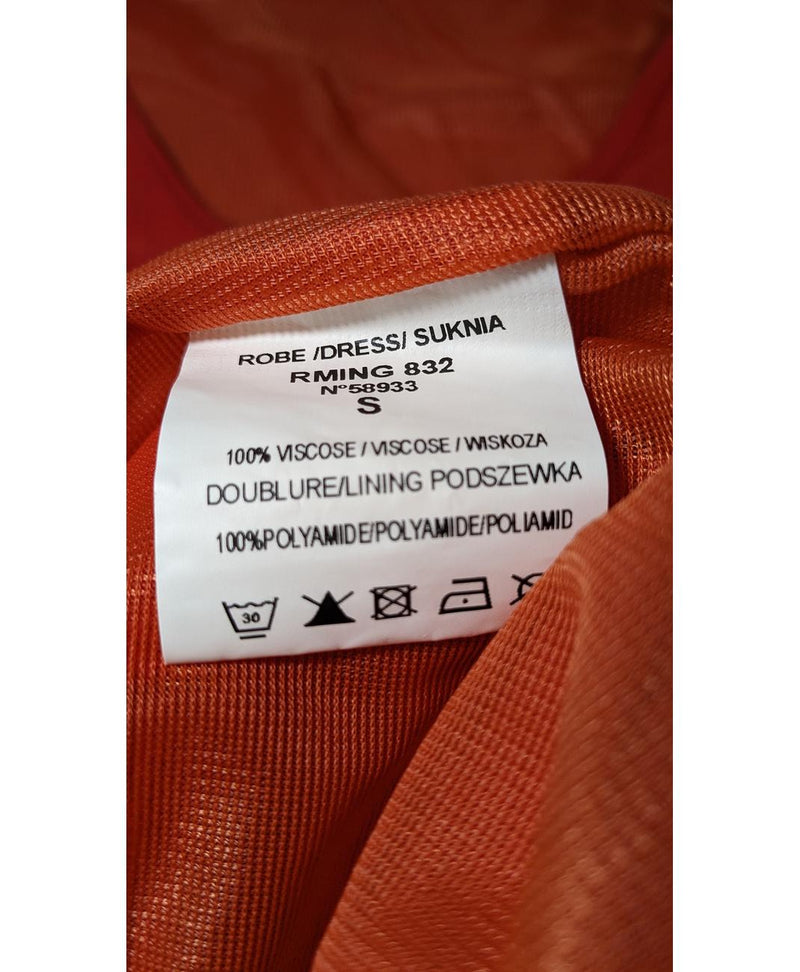 ROBE /DRESS/ SUKNIA
RMING 832
N°58933
S
100% VISCOSE / VISCOSE / WISKOZA
DOUBLURE/LINING PODSZEWKA
100%POLYAMIDE/POLYAMIDE/POLIAMID
30